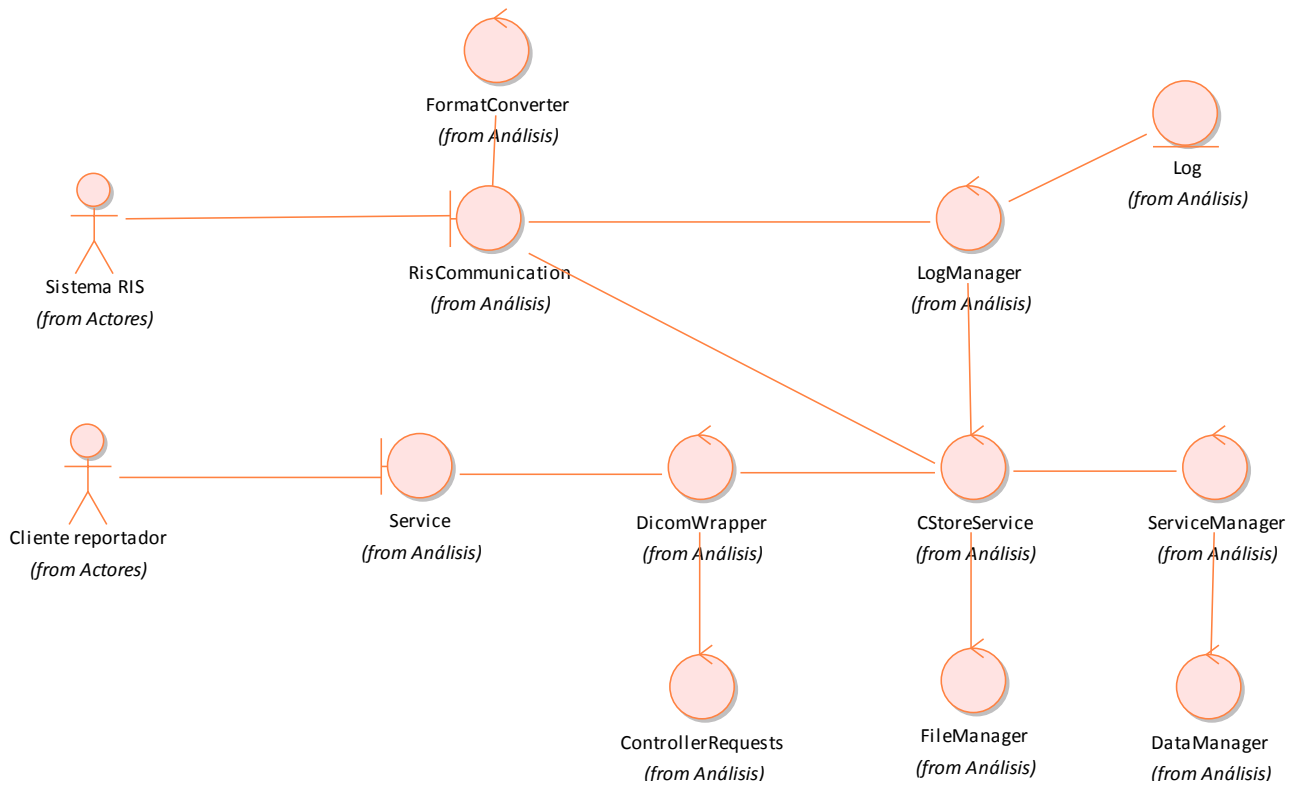 FormatConverter
(from Análisis)
Log
(from Análisis)
Sistema RIS
(from Actores)
RisCommunication
(from Análisis)
LogManager
(from Análisis)
Cliente reportador
(from Actores)
Service
(from Análisis)
DicomWrapper
(from Análisis)
CStoreService
(from Análisis)
ServiceManager
(from Análisis)
ControllerRequests
(from Análisis)
FileManager
(from Análisis)
DataManager
(from Análisis)